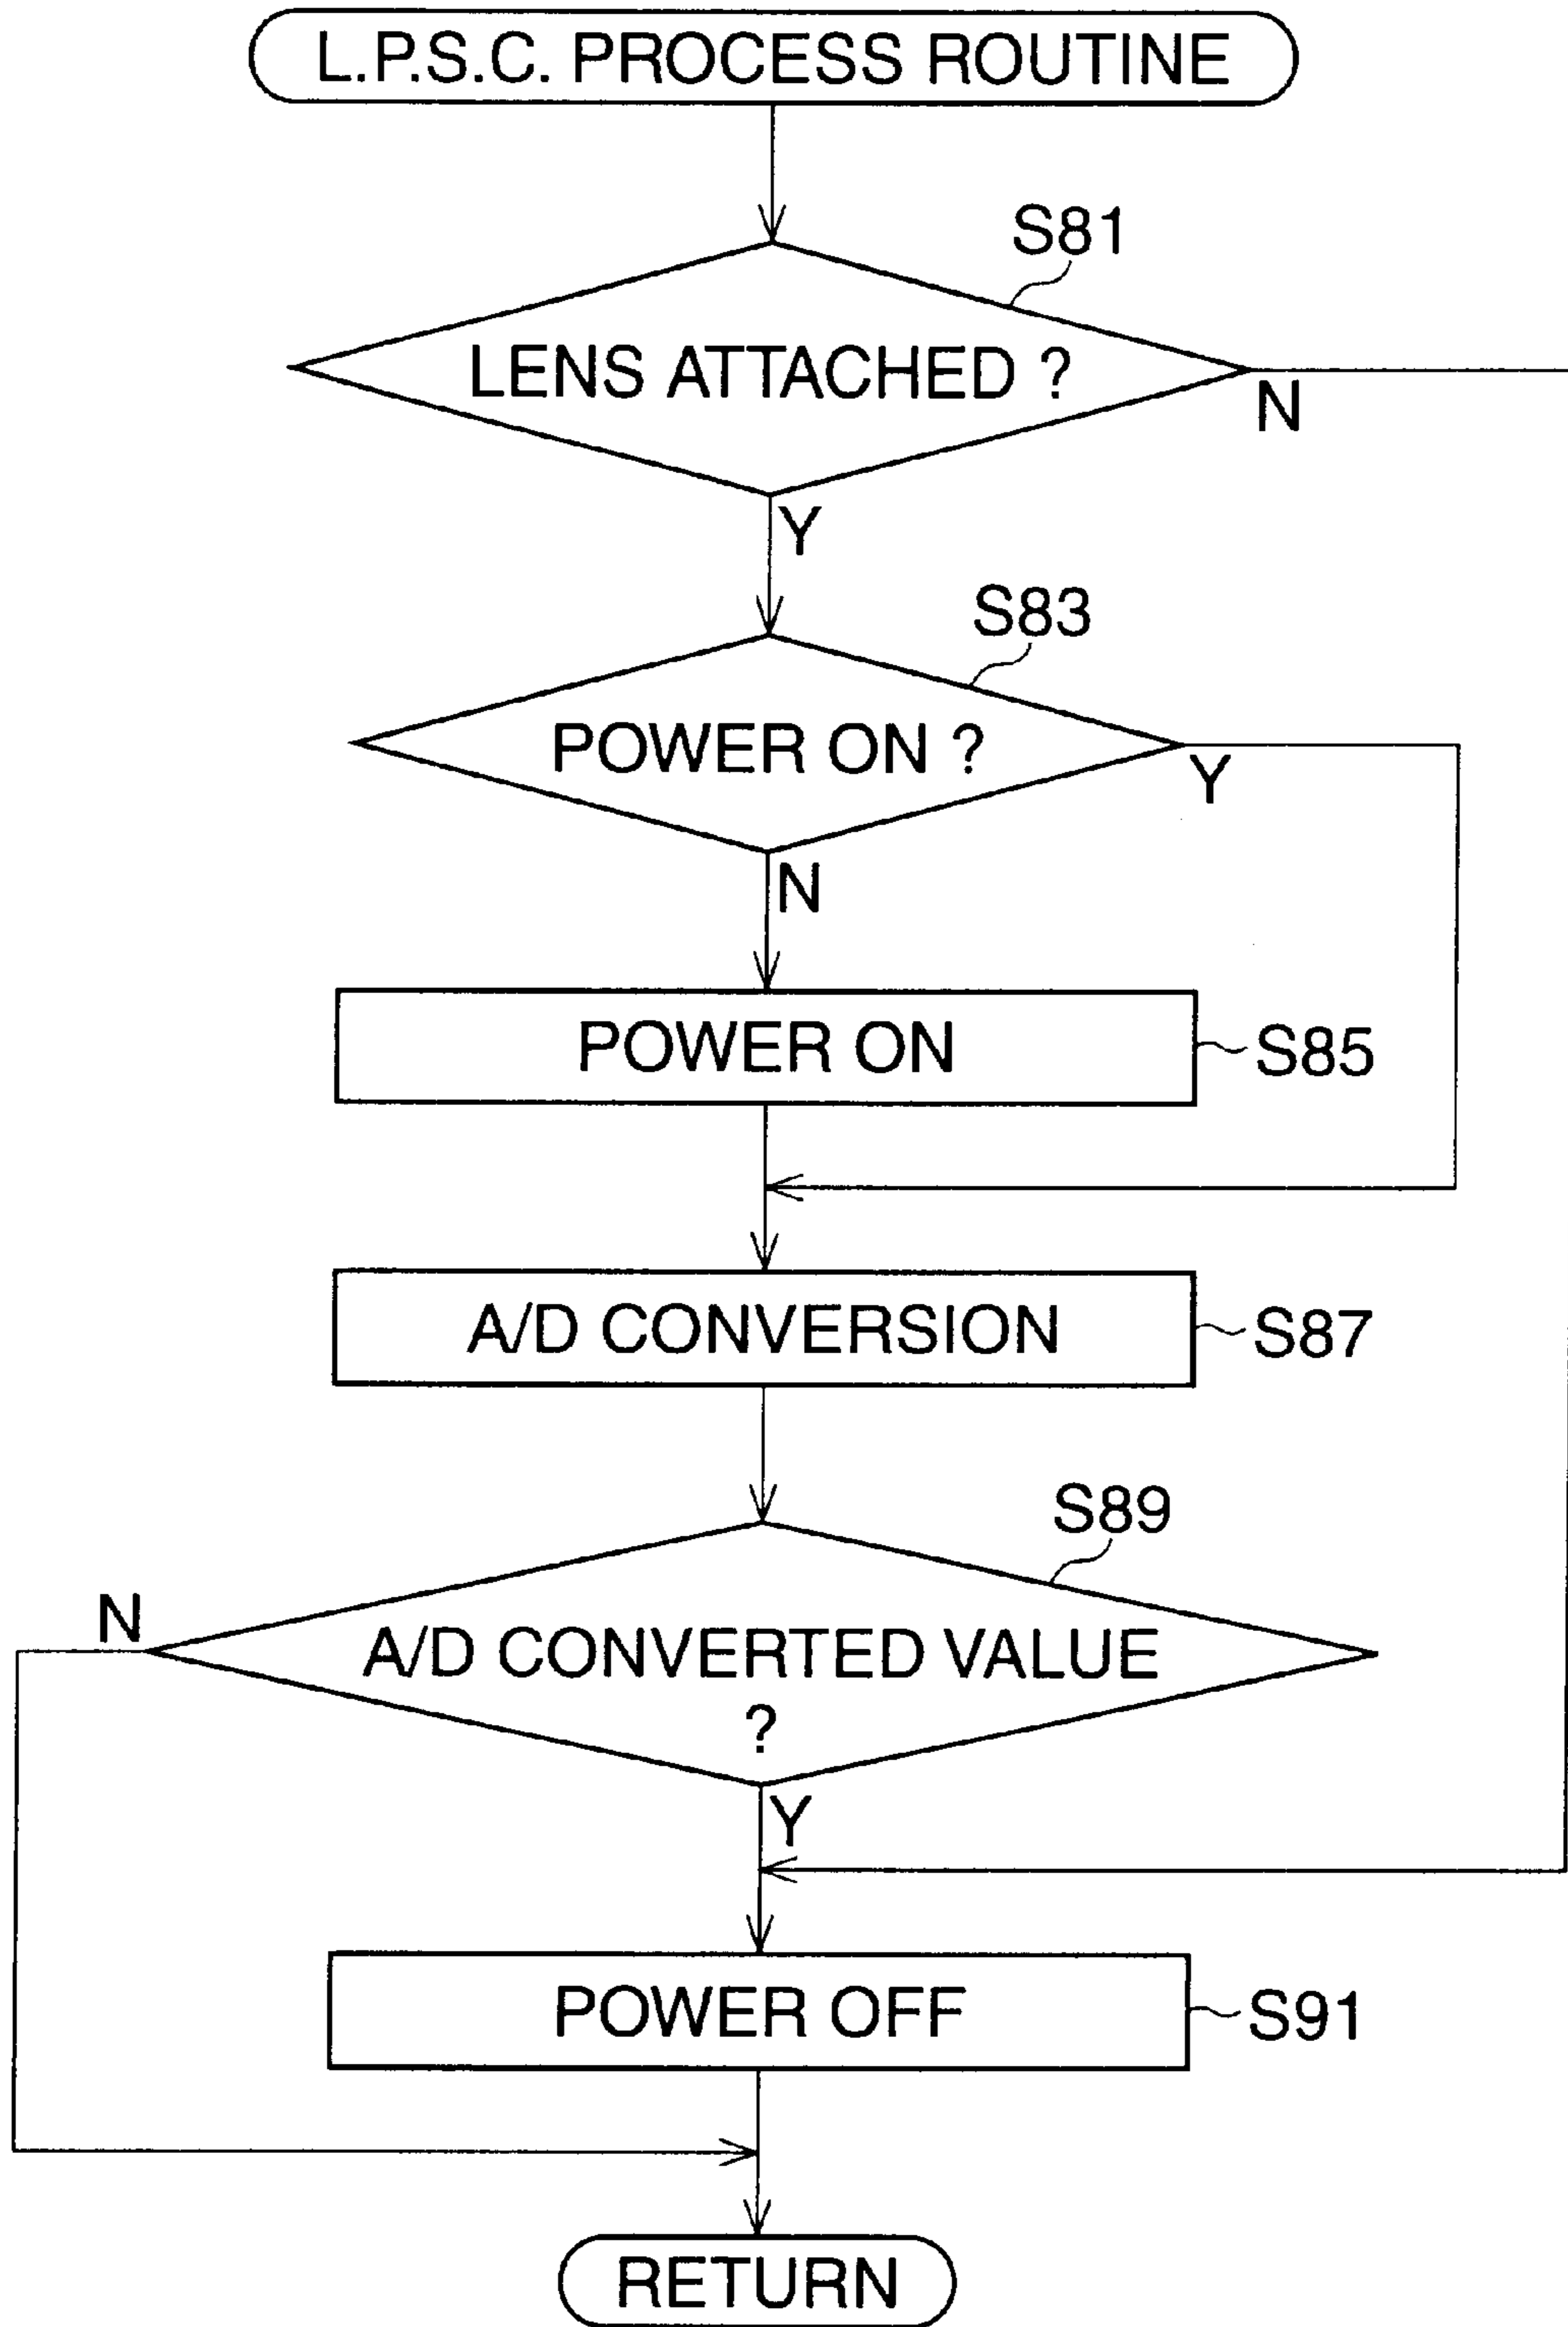 L.P.S.C. PROCESS ROUTINE
S81
LENS ATTACHED ?
N
Y
S83
POWER ON ?
Y
N
POWER ON
S85
A/D CONVERSION
S87
S89
N
A/D CONVERTED VALUE
?
Y
POWER OFF
S91
RETURN